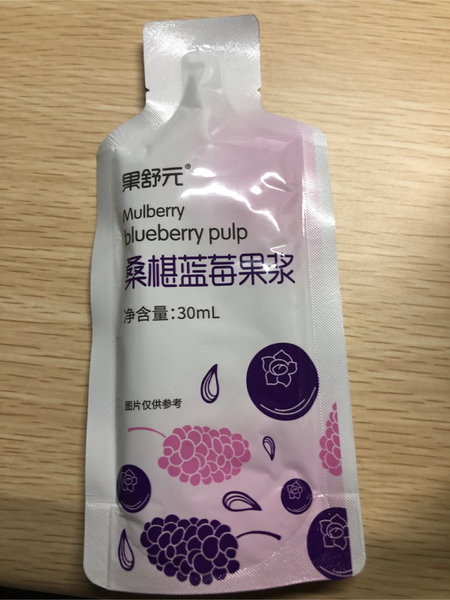 果舒元®
Mulberry
blueberry pulp
桑椹蓝莓果浆
净含量:30mL
图片仅供参考